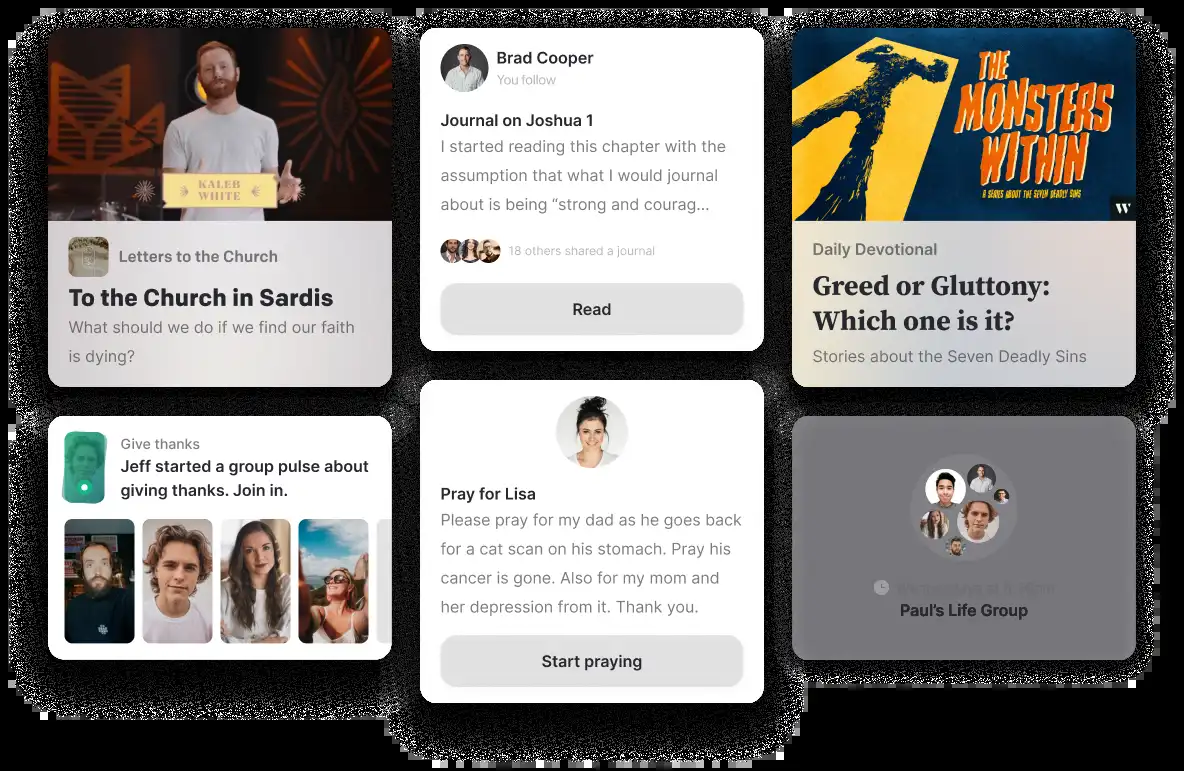 KALEB
WHITE
Letters to the Church
To the Church in Sardis
What should we do if we find our faith
is dying?
Give thanks
Jeff started a group pulse about
giving thanks. Join in.
Brad Cooper
You follow
Journal on Joshua 1
I started reading this chapter with the
assumption that what I would journal
about is being “strong and courag...
18 others shared a journal
Read
Pray for Lisa
Please pray for my dad as he goes back
for a cat scan on his stomach. Pray his
cancer is gone. Also for my mom and
her depression from it. Thank you.
Start praying
THE
MONSTERS
WITHIN
A SERIES ABOUT THE SEVEN DEADLY SINS
W
Daily Devotional
Greed or Gluttony:
Which one is it?
Stories about the Seven Deadly Sins
Paul’s Life Group